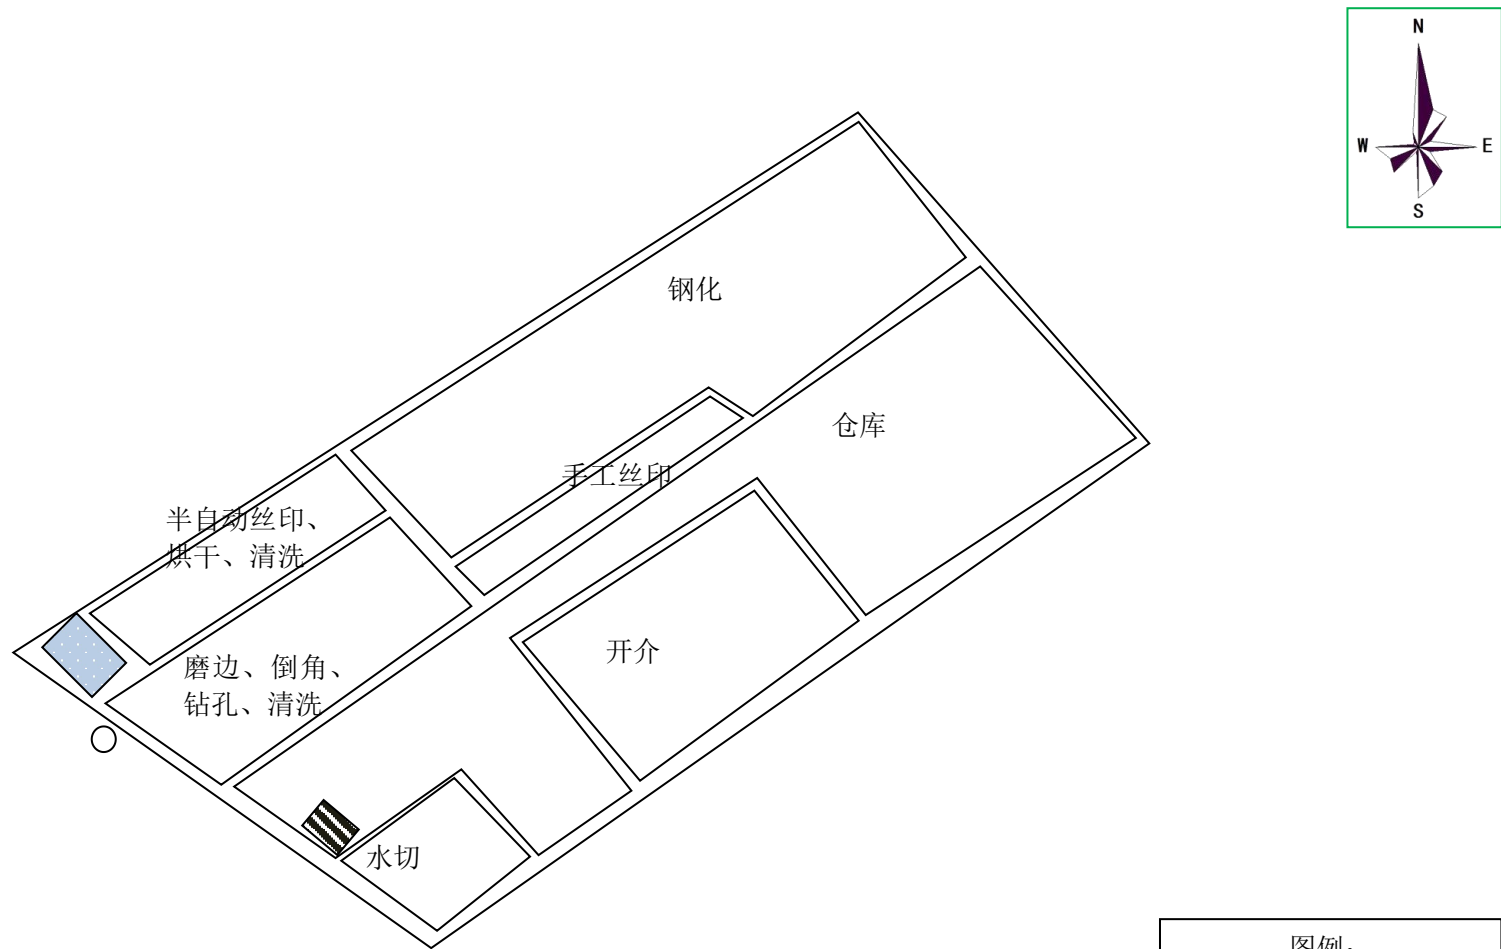 N
W
E
S
钢化
仓库
手工丝印
半自动丝印、
烘干、清洗
开介
磨边、倒角、
钻孔、清洗
水切
图例：